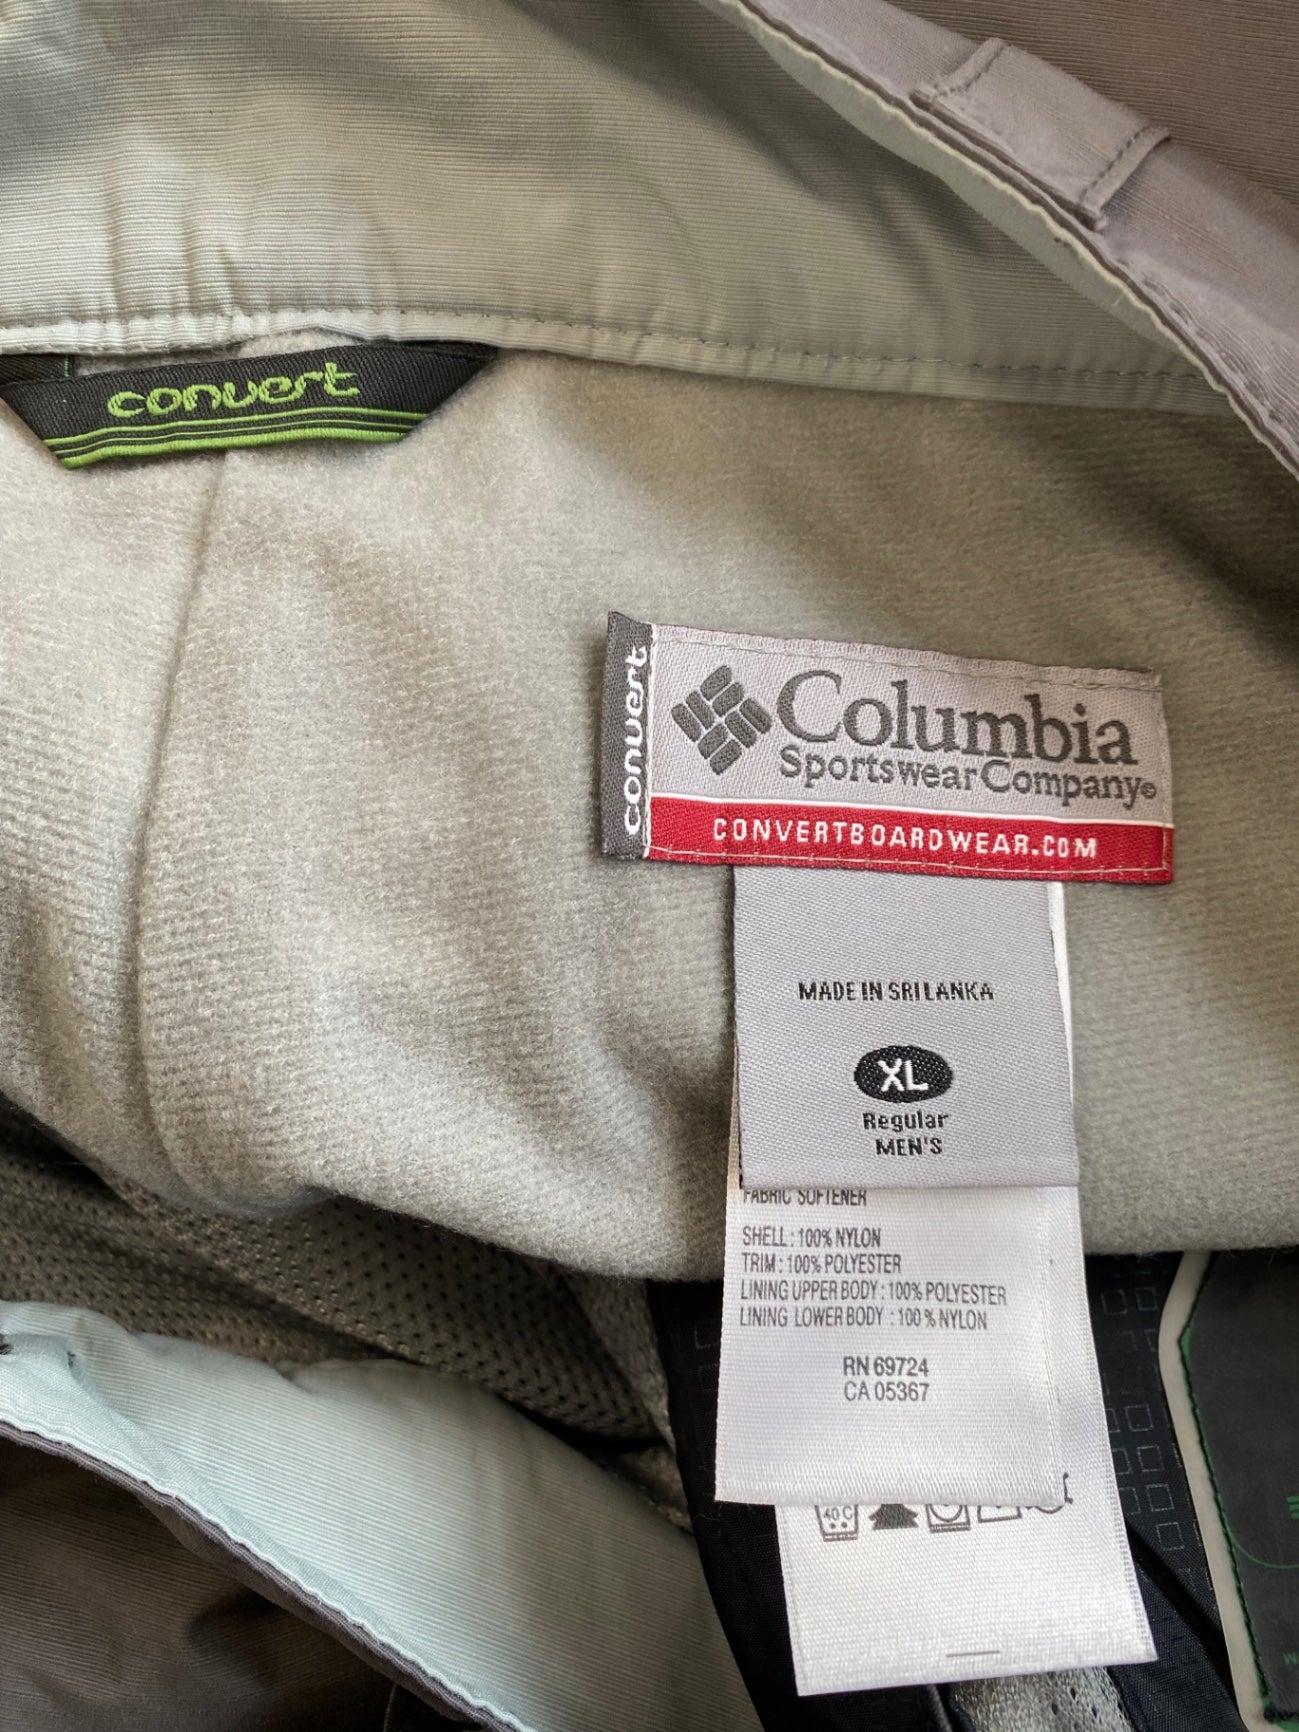 convert
convert
Columbia
Sportswear Company®
CONVERTBOARDWEAR.COM
MADE IN SRI LANKA
XL
Regular
MEN'S
FABRIC SOFTENER
SHELL : 100% NYLON
TRIM : 100% POLYESTER
LINING UPPER BODY : 100% POLYESTER
LINING LOWER BODY : 100 % NYLON
RN 69724
CA 05367
40 C